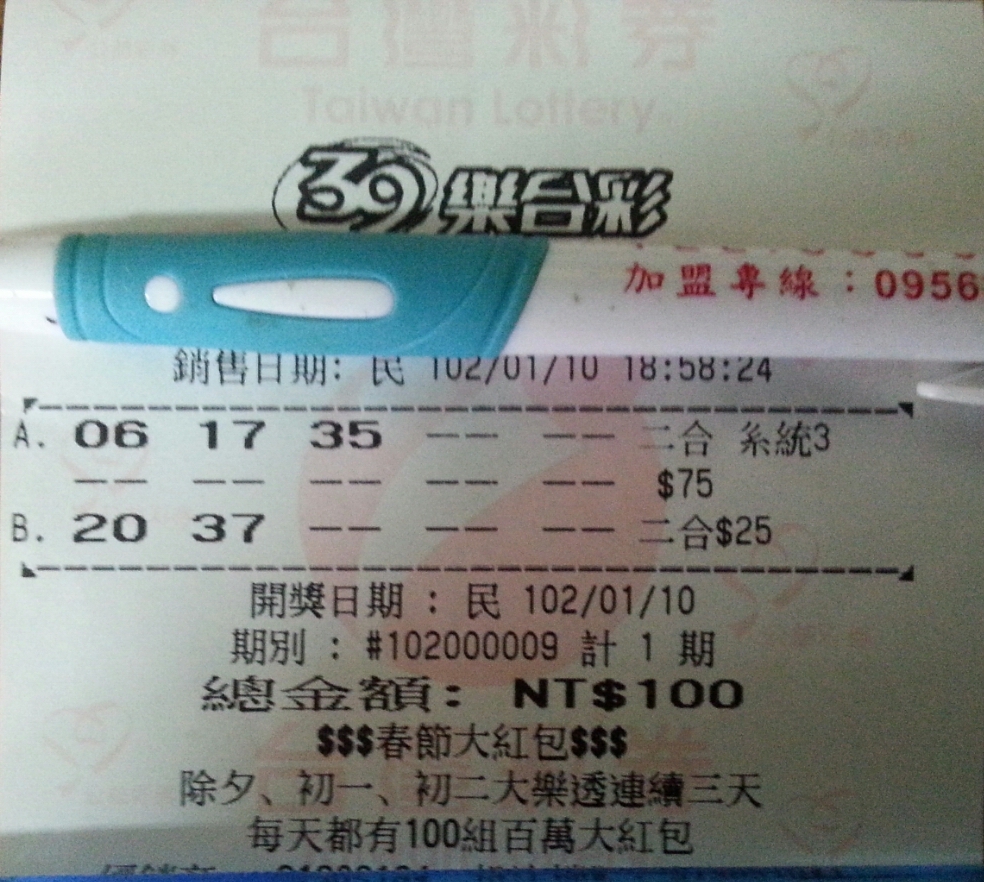 台灣彩券
Taiwan Lottery
39樂合彩
加盟專線：0956
銷售日期: 民 102/01/10 18:58:24
A. 06 17 35 -- -- 二合 系統3
-- -- -- -- -- $75
B. 20 37 -- -- -- 二合$25
開獎日期 : 民 102/01/10
期別 : #102000009 計 1 期
總金額: NT$100
$$$春節大紅包$$$
除夕、初一、初二大樂透連續三天
每天都有100組百萬大紅包